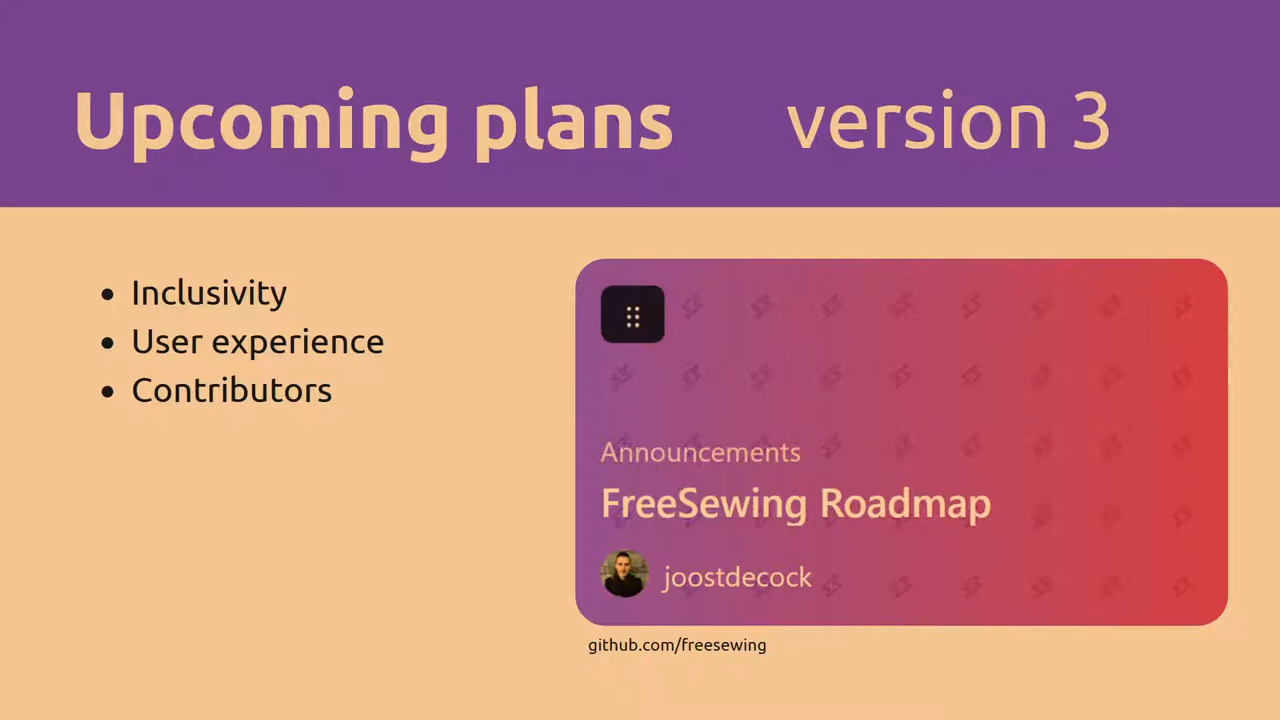 Upcoming plans version 3
Inclusivity
User experience
Contributors
Announcements
FreeSewing Roadmap
joostdecock
github.com/freesewing